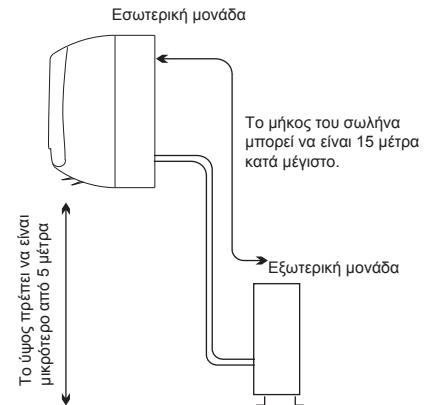 Εσωτερική μονάδα
Το μήκος του σωλήνα
μπορεί να είναι 15 μέτρα
κατά μέγιστο.
Εξωτερική μονάδα
Το ύψος πρέπει να είναι
μικρότερο από 5 μέτρα